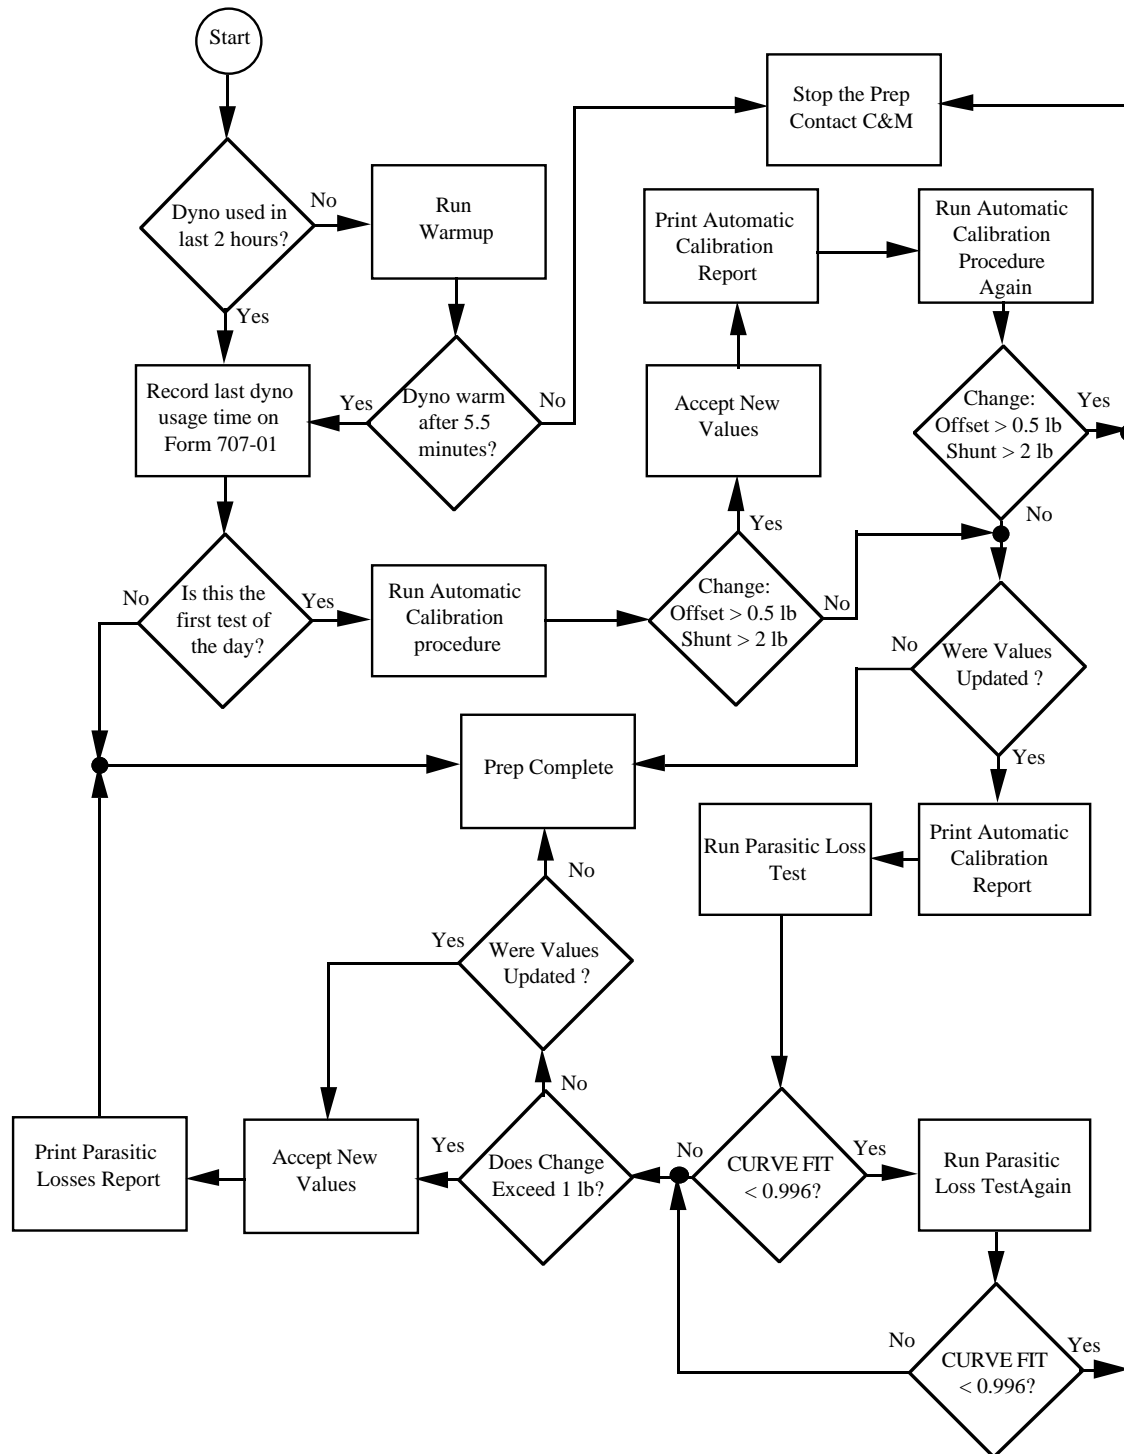 Start
Stop the Prep
Contact C&M
Dyno used in
last 2 hours?
No
Yes
Run
Warmup
Print Automatic
Calibration
Report
Run Automatic
Calibration
Procedure
Again
Record last dyno
usage time on
Form 707-01
Yes
Dyno warm
after 5.5
minutes?
No
Accept New
Values
Change:
Offset > 0.5 lb
Shunt > 2 lb
Yes
No
Is this the
first test of
the day?
No
Yes
Run Automatic
Calibration
procedure
Change:
Offset > 0.5 lb
Shunt > 2 lb
Yes
No
Were Values
Updated ?
No
Yes
Prep Complete
Run Parasitic Loss
Test
Print Automatic
Calibration
Report
No
Were Values
Updated ?
Yes
No
Print Parasitic
Losses Report
Accept New
Values
Yes
Does Change
Exceed 1 lb?
No
CURVE FIT
< 0.996?
Yes
Run Parasitic
Loss TestAgain
No
CURVE FIT
< 0.996?
Yes